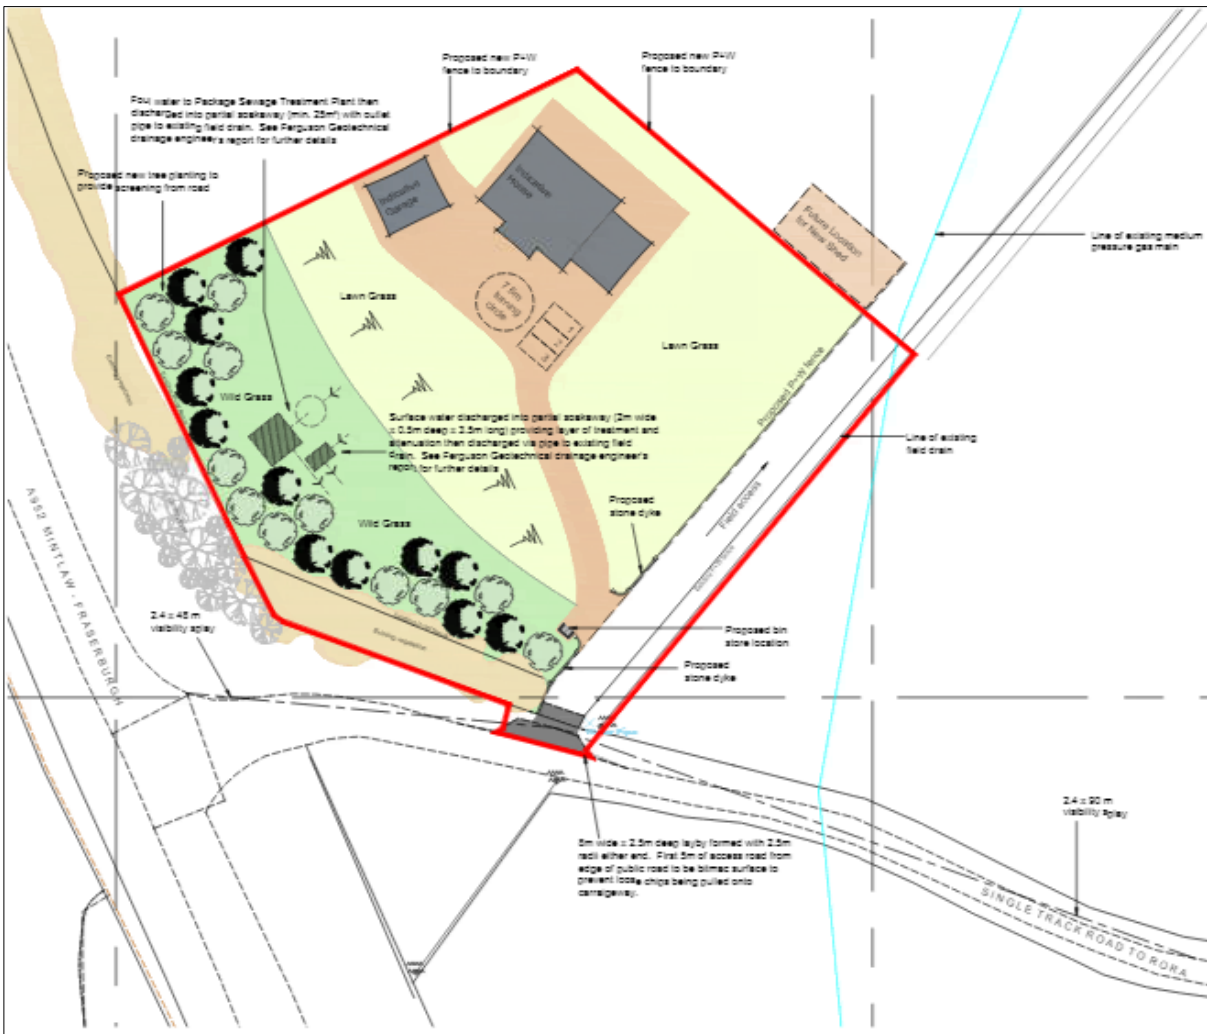 Proposed new P+W
fence to boundary
Proposed new P+W
fence to boundary
Foul water to Package Sewage Treatment Plant then
discharged into partial soakaway (min. 25m²) with outlet
pipe to existing field drain. See Ferguson Geotechnical
drainage engineer's report for further details
Proposed new tree planting to
provide screening from road
Indicative
Garage
Indicative
House
Future Location
for New Shed
Line of existing medium
pressure gas main
7.6m
turning
circle
Lawn Grass
Lawn Grass
Proposed P+W fence
Wild Grass
Surface water discharged into partial soakaway (2m wide
x 0.5m deep x 3.5m long) providing layer of treatment and
attenuation then discharged via pipe to existing field
drain. See Ferguson Geotechnical drainage engineer's
report for further details
Line of existing
field drain
Proposed
stone dyke
Field access
Wild Grass
A952 MINTLAW - FRASERBURGH
2.4 x 45 m
visibility splay
Existing vegetation
Proposed bin
store location
Proposed
stone dyke
2.4 x 90 m
visibility splay
8m wide x 2.5m deep layby formed with 2.5m
radii either end. First 5m of access road from
edge of public road to be bitmac surface to
prevent loose chips being pulled onto
carraigeway.
SINGLE TRACK ROAD TO RORA